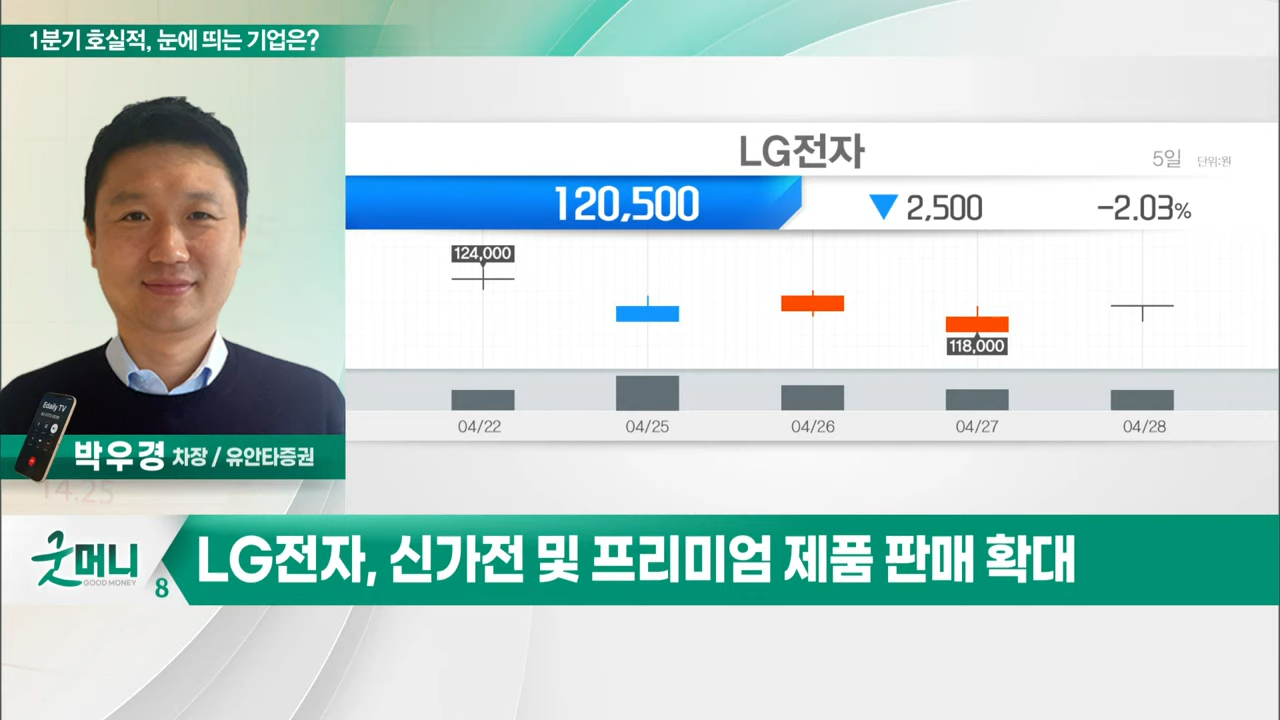 1분기 호실적, 눈에 띄는 기업은?
LG전자
5일 단위:원
120,500 ▼ 2,500 -2.03%
124,000
118,000
04/22 04/25 04/26 04/27 04/28
Edaily TV
박우경 차장 / 유안타증권
14.25
굿머니
GOOD MONEY
8
LG전자, 신가전 및 프리미엄 제품 판매 확대